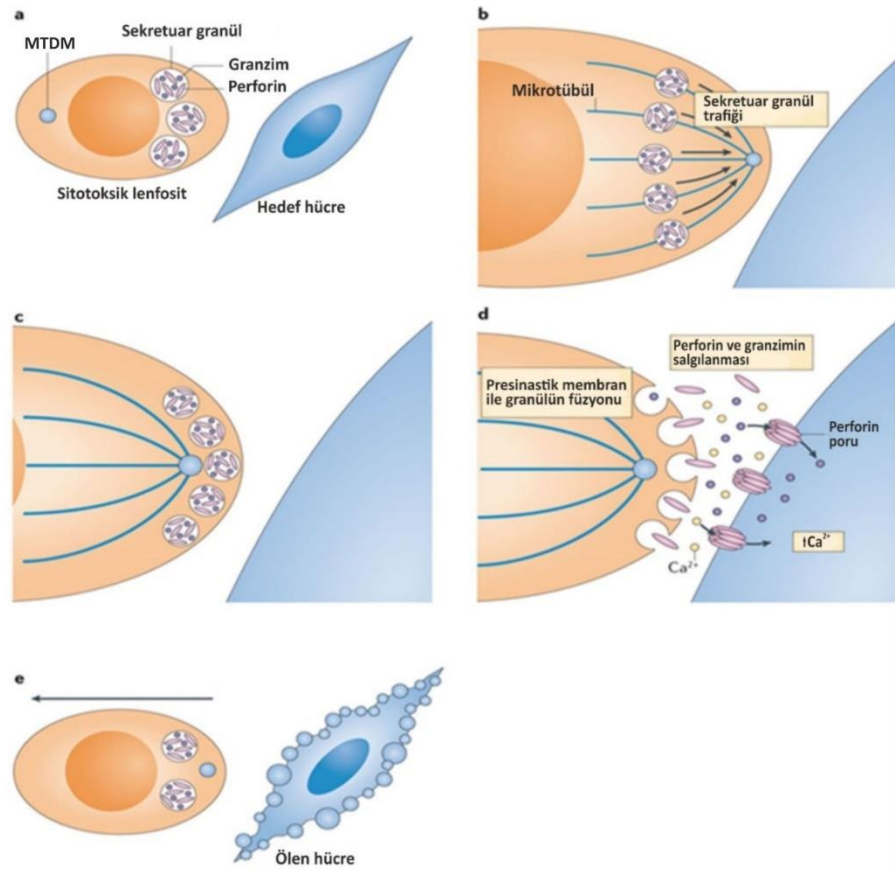 a
MTDM
Sekretuar granül
Granzim
Perforin
Sitotoksik lenfosit
Hedef hücre
b
Mikrotübül
Sekretuar granül
trafiği
c
d
Perforin ve granzimin
salgılanması
Presinastik membran
ile granülün füzyonu
Perforin
poru
Ca²⁺
↑Ca²⁺
e
Ölen hücre